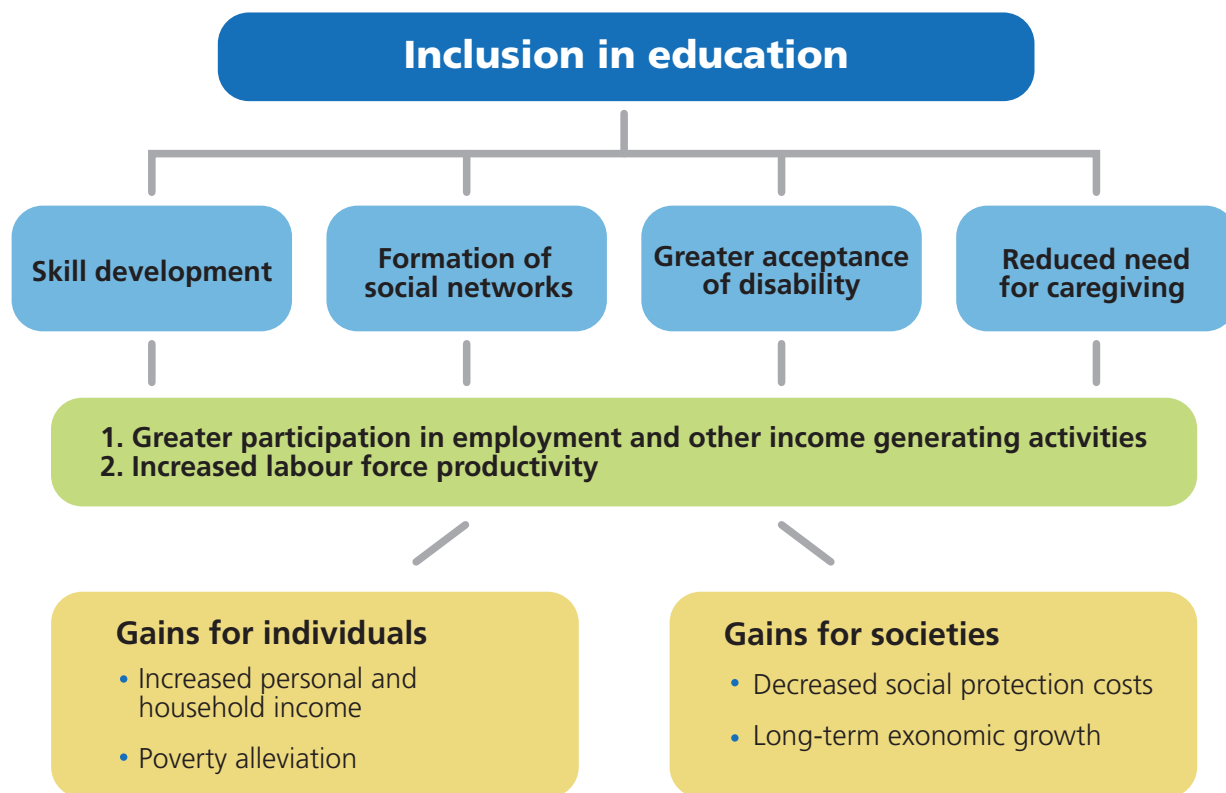 Inclusion in education
Skill development
Formation of
social networks
Greater acceptance
of disability
Reduced need
for caregiving
1. Greater participation in employment and other income generating activities
2. Increased labour force productivity
Gains for individuals
• Increased personal and
household income
• Poverty alleviation
Gains for societies
• Decreased social protection costs
• Long-term exonomic growth